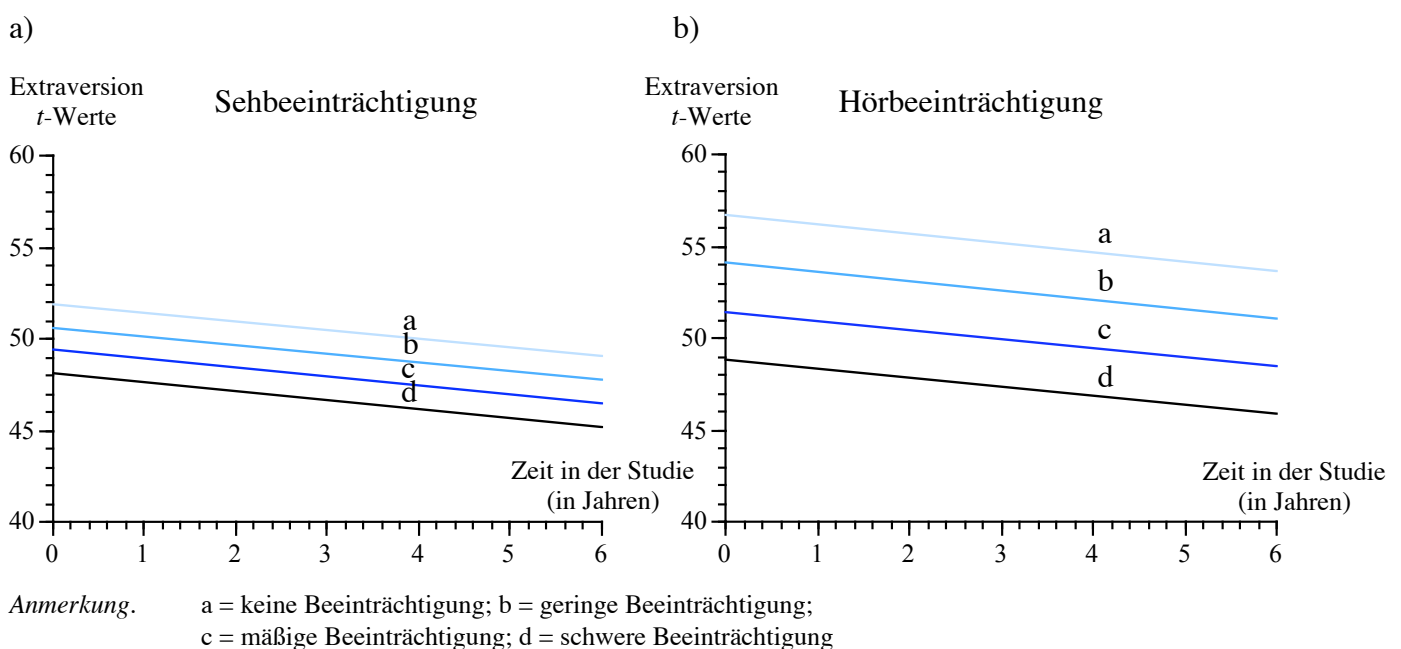 a)
Extraversion
t-Werte
Sehbeeinträchtigung
60
55
50
45
40
a
b
c
d
Zeit in der Studie
(in Jahren)
0 1 2 3 4 5 6
b)
Extraversion
t-Werte
Hörbeeinträchtigung
60
55
50
45
40
a
b
c
d
Zeit in der Studie
(in Jahren)
0 1 2 3 4 5 6
Anmerkung. a = keine Beeinträchtigung; b = geringe Beeinträchtigung;
c = mäßige Beeinträchtigung; d = schwere Beeinträchtigung